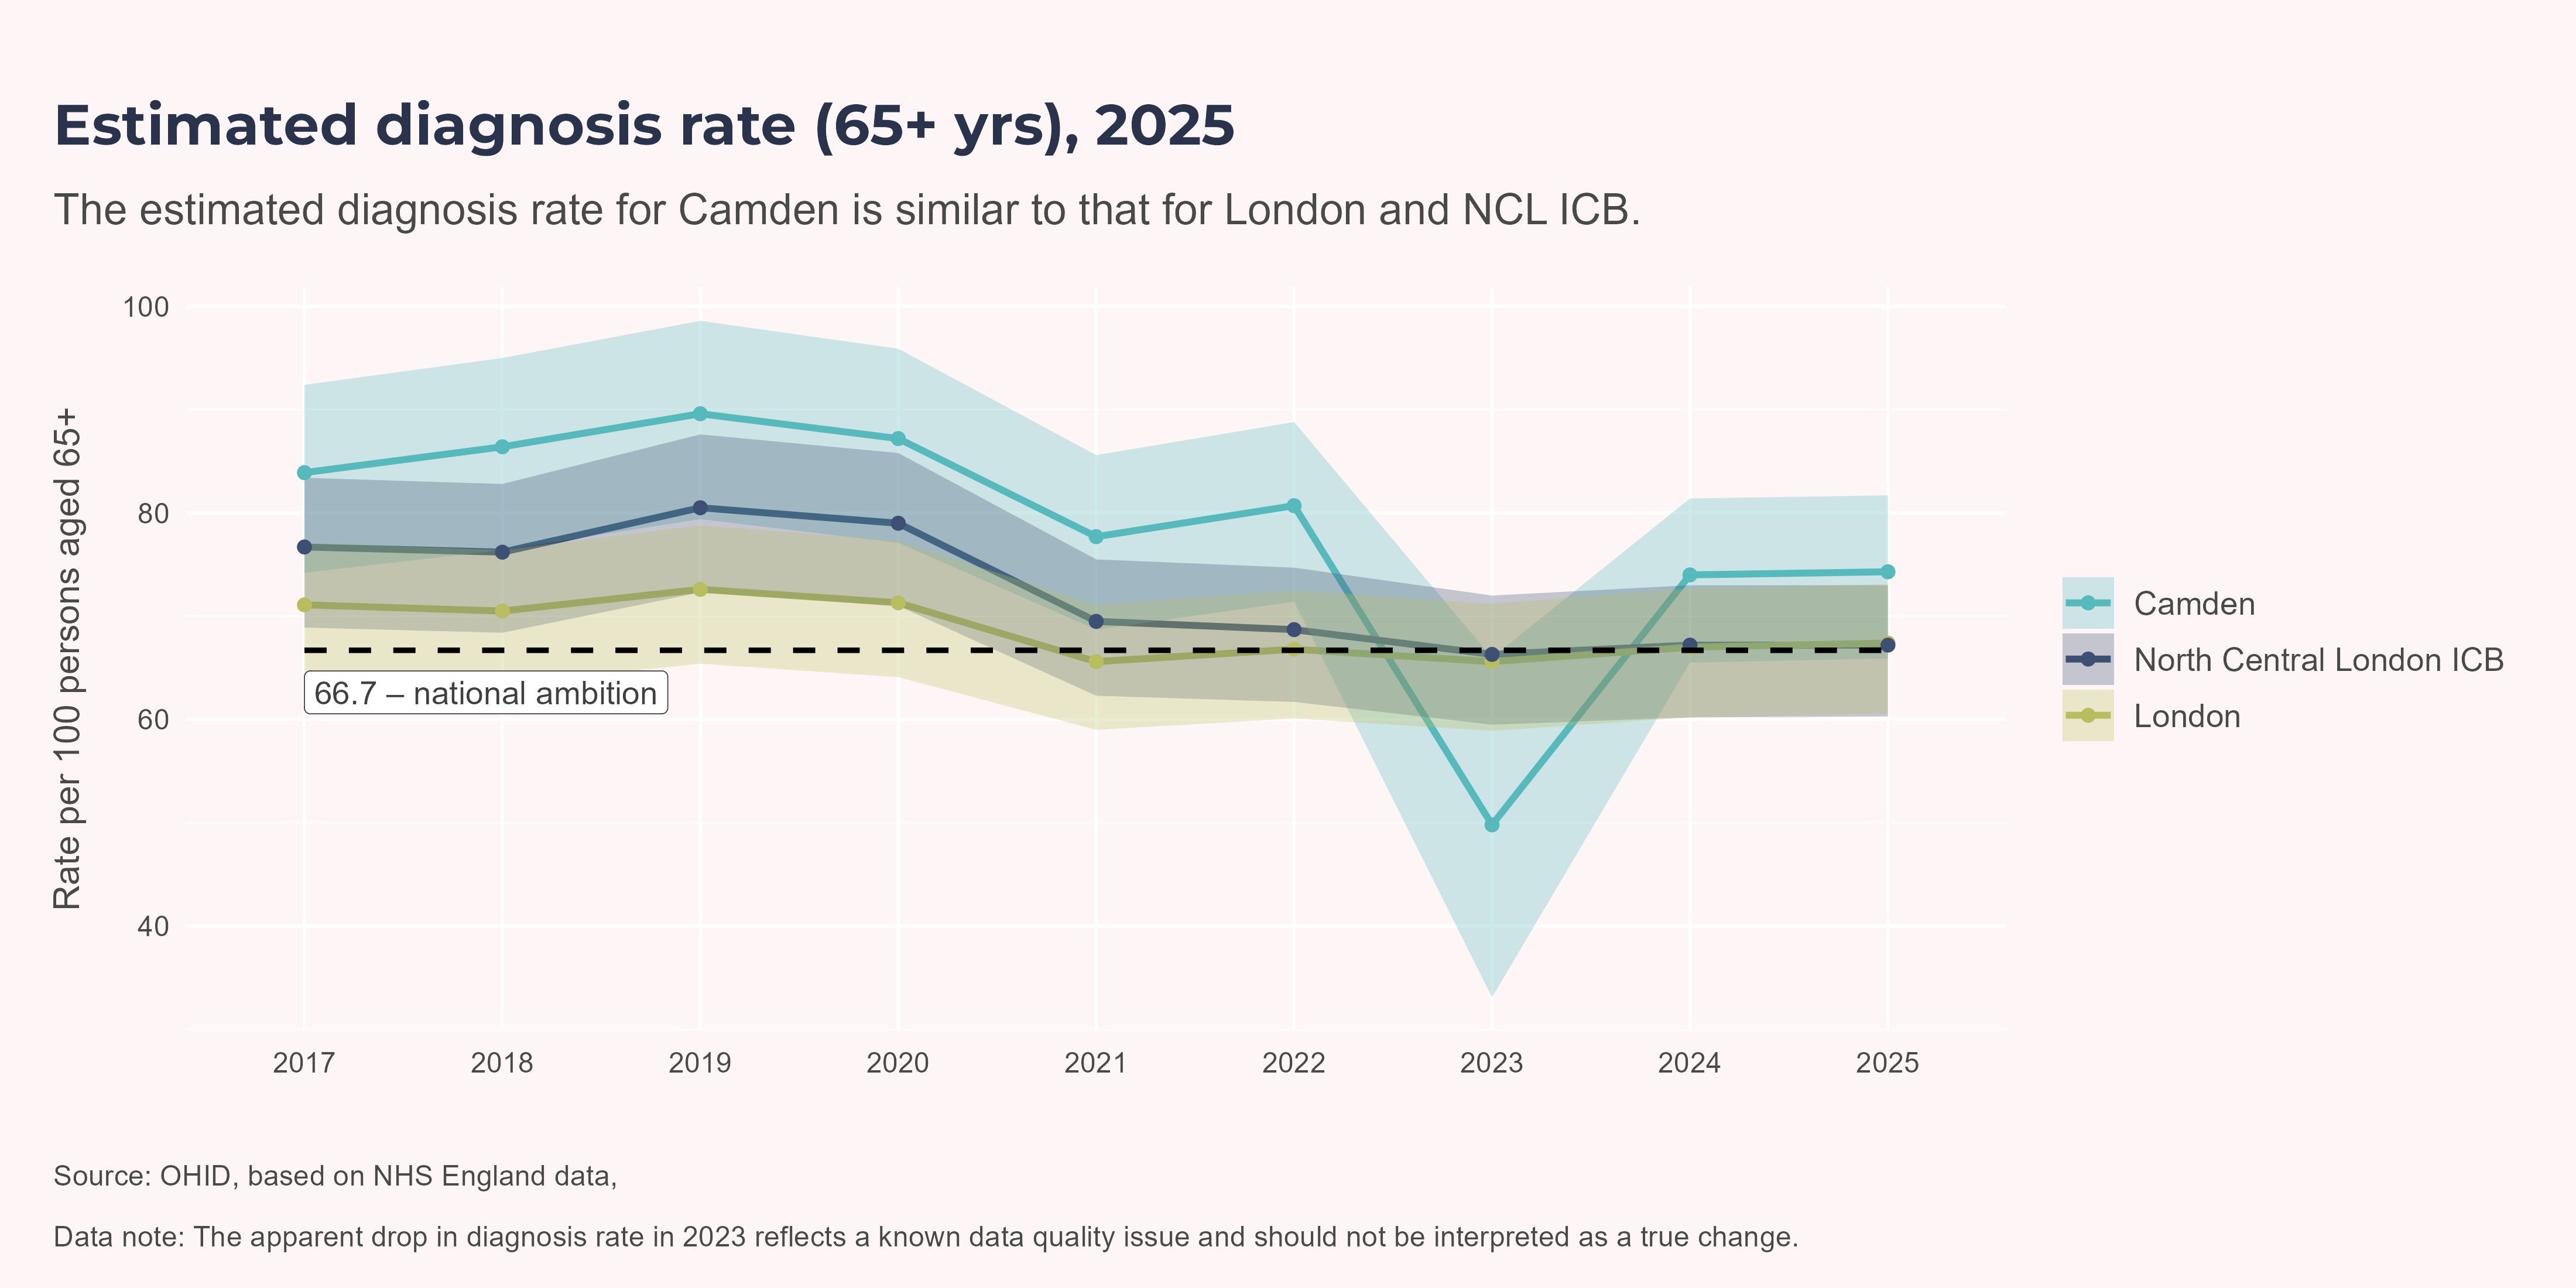 Estimated diagnosis rate (65+ yrs), 2025
The estimated diagnosis rate for Camden is similar to that for London and NCL ICB.
Rate per 100 persons aged 65+
100
80
60
40
66.7 – national ambition
2017 2018 2019 2020 2021 2022 2023 2024 2025
Camden
North Central London ICB
London
Source: OHID, based on NHS England data,
Data note: The apparent drop in diagnosis rate in 2023 reflects a known data quality issue and should not be interpreted as a true change.